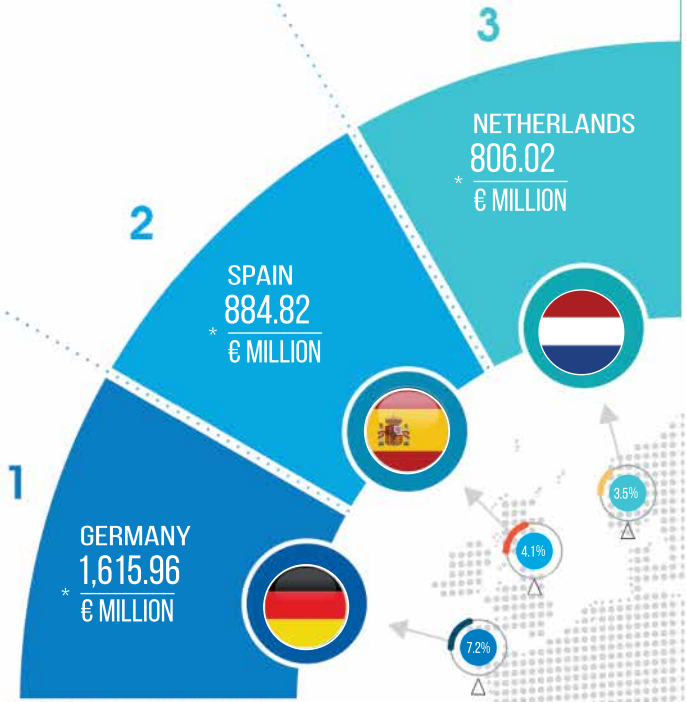 3
NETHERLANDS
806.02
*
€ MILLION
2
SPAIN
884.82
*
€ MILLION
1
GERMANY
1,615.96
*
€ MILLION
3.5%
4.1%
7.2%